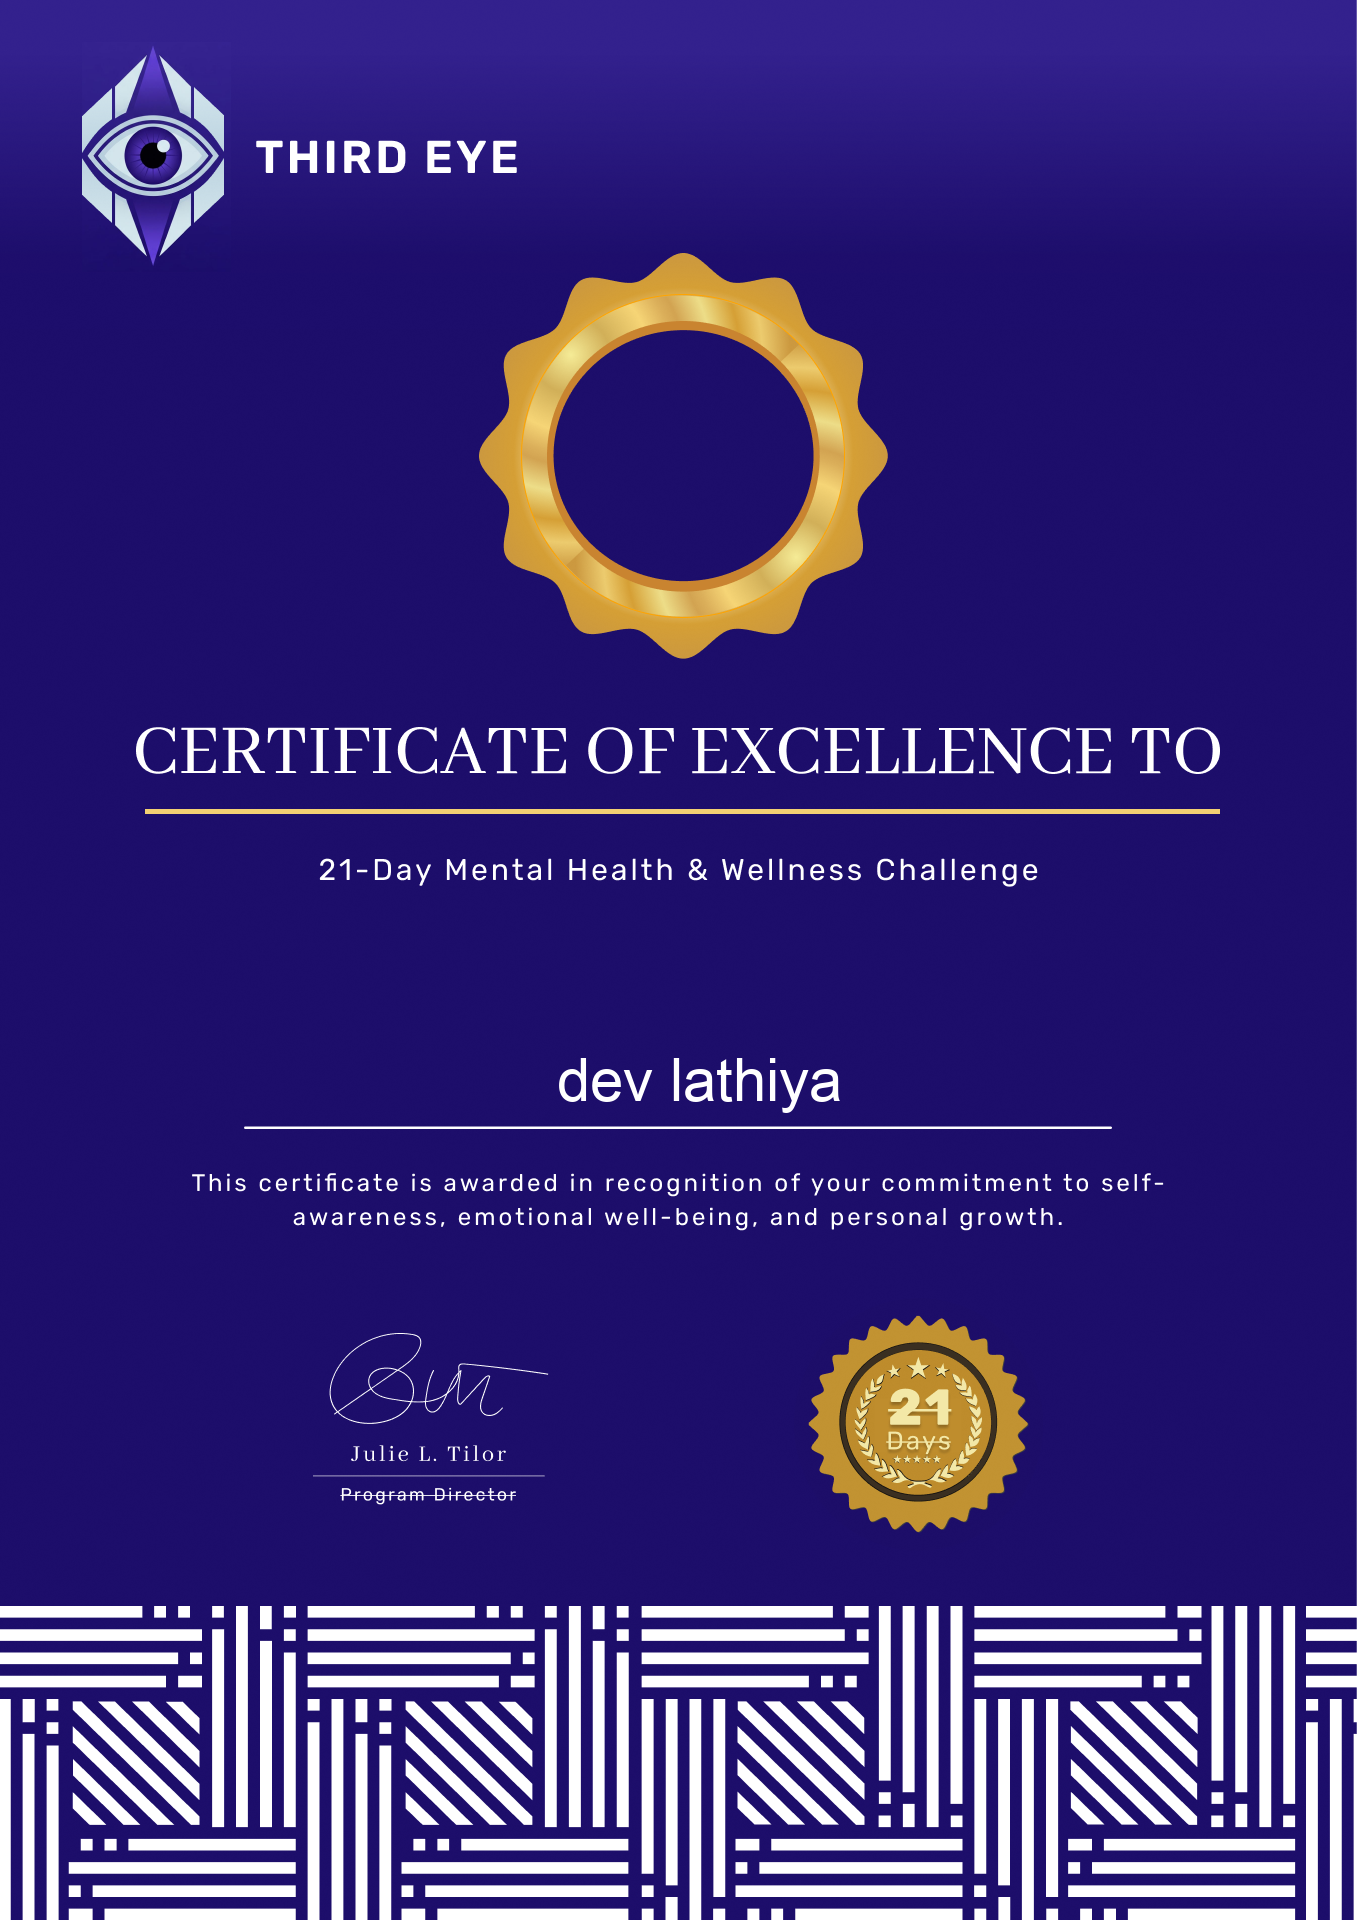 THIRD EYE
CERTIFICATE OF EXCELLENCE TO
21-Day Mental Health & Wellness Challenge
dev lathiya
This certificate is awarded in recognition of your commitment to self-
awareness, emotional well-being, and personal growth.
Julie L. Tilor
Program Director
21
Days